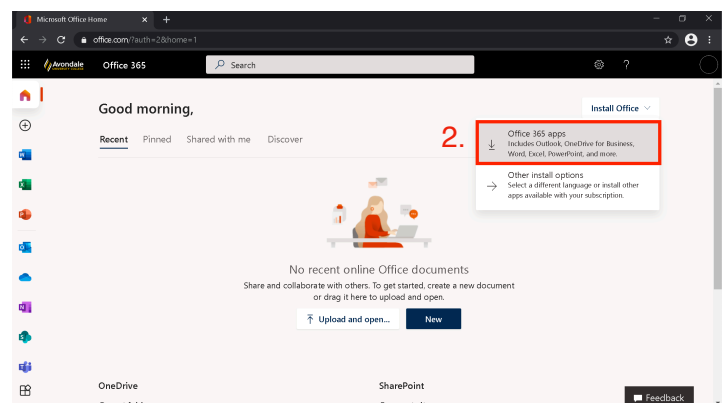 Microsoft Office Home
office.com/?auth=2&home=1
Avondale
UNIVERSITY COLLEGE
Office 365
Search
?
Good morning,
Install Office
Recent Pinned Shared with me Discover
2.
Office 365 apps
Includes Outlook, OneDrive for Business,
Word, Excel, PowerPoint, and more.
Other install options
Select a different language or install other
apps available with your subscription.
No recent online Office documents
Share and collaborate with others. To get started, create a new document
or drag it here to upload and open.
Upload and open...
New
OneDrive
SharePoint
Feedback